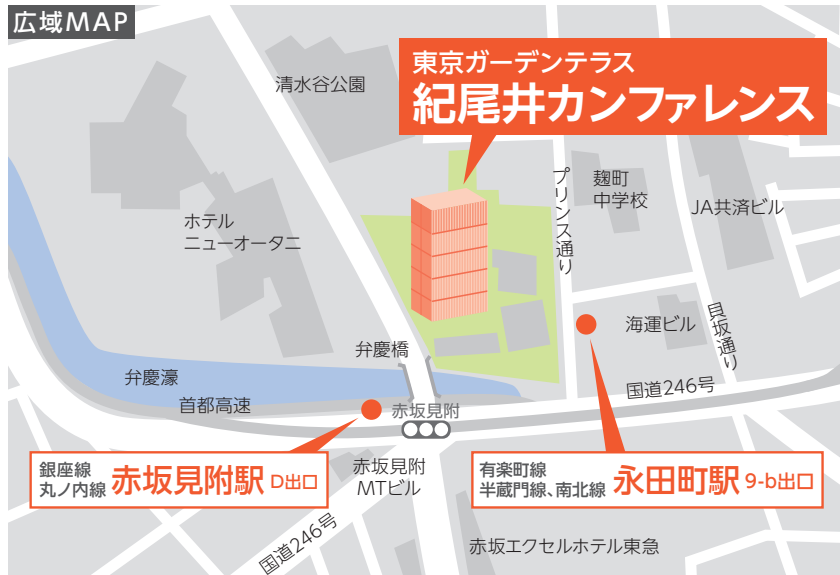 広域MAP
東京ガーデンテラス
紀尾井カンファレンス
清水谷公園
プリンス通り
麹町
中学校
JA共済ビル
ホテル
ニューオータニ
海運ビル
貝坂通り
弁慶橋
弁慶濠
首都高速
赤坂見附
国道246号
銀座線
丸ノ内線 赤坂見附駅 D出口
赤坂見附
MTビル
有楽町線
半蔵門線、南北線 永田町駅 9-b出口
国道246号
赤坂エクセルホテル東急